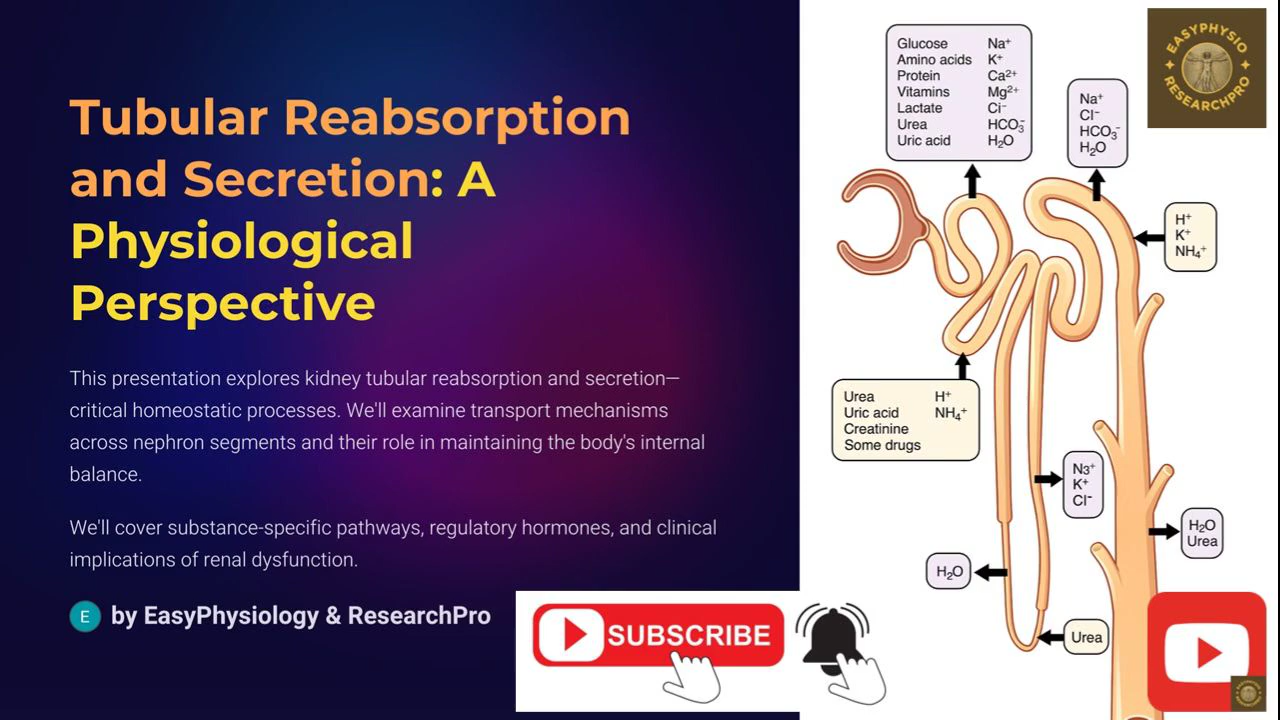 Tubular Reabsorption
and Secretion: A
Physiological
Perspective
This presentation explores kidney tubular reabsorption and secretion—
critical homeostatic processes. We'll examine transport mechanisms
across nephron segments and their role in maintaining the body's internal
balance.
We'll cover substance-specific pathways, regulatory hormones, and clinical
implications of renal dysfunction.
E by EasyPhysiology & ResearchPro
SUBSCRIBE
Glucose Na⁺
Amino acids K⁺
Protein Ca²⁺
Vitamins Mg²⁺
Lactate Ci⁻
Urea HCO₃⁻
Uric acid H₂O
Na⁺
Cl⁻
HCO₃⁻
H₂O
EASYPHYSIO
RESEARCHPRO
H⁺
K⁺
NH₄⁺
Urea H⁺
Uric acid NH₄⁺
Creatinine
Some drugs
N3⁺
K⁺
Cl⁻
H₂O
Urea
H₂O
Urea